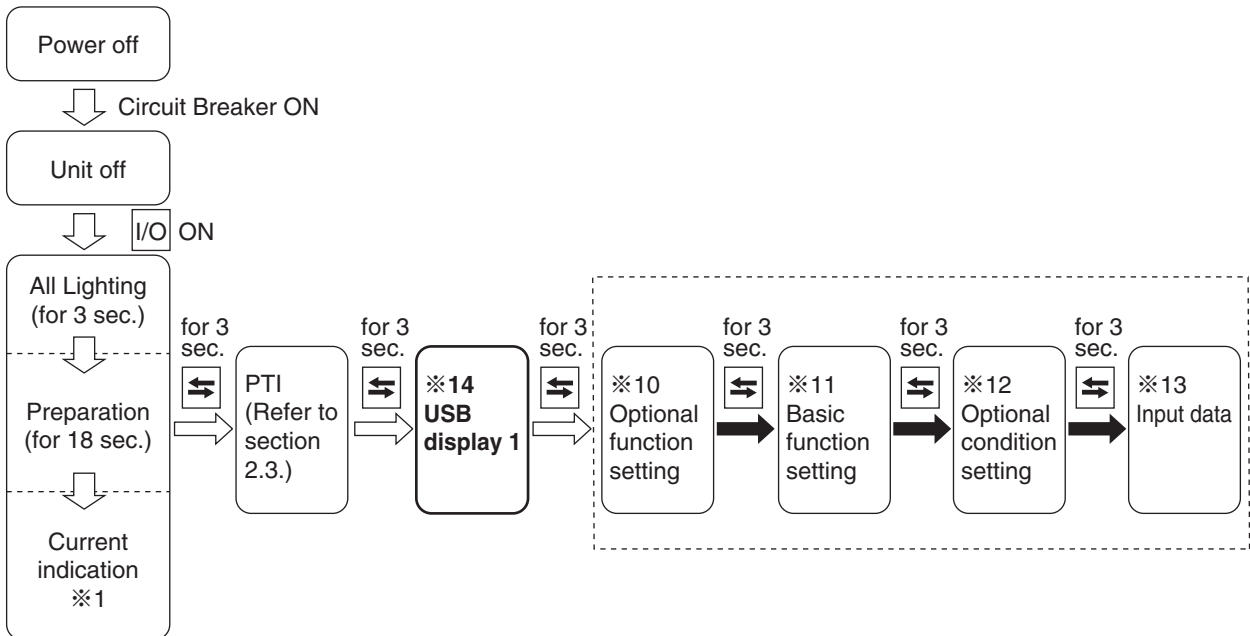 Power off
Circuit Breaker ON
Unit off
I/O ON
All Lighting
(for 3 sec.)
Preparation
(for 18 sec.)
Current
indication
※1
for 3
sec.
PTI
(Refer to
section
2.3.)
for 3
sec.
※14
USB
display 1
for 3
sec.
※10
Optional
function
setting
for 3
sec.
※11
Basic
function
setting
for 3
sec.
※12
Optional
condition
setting
for 3
sec.
※13
Input data